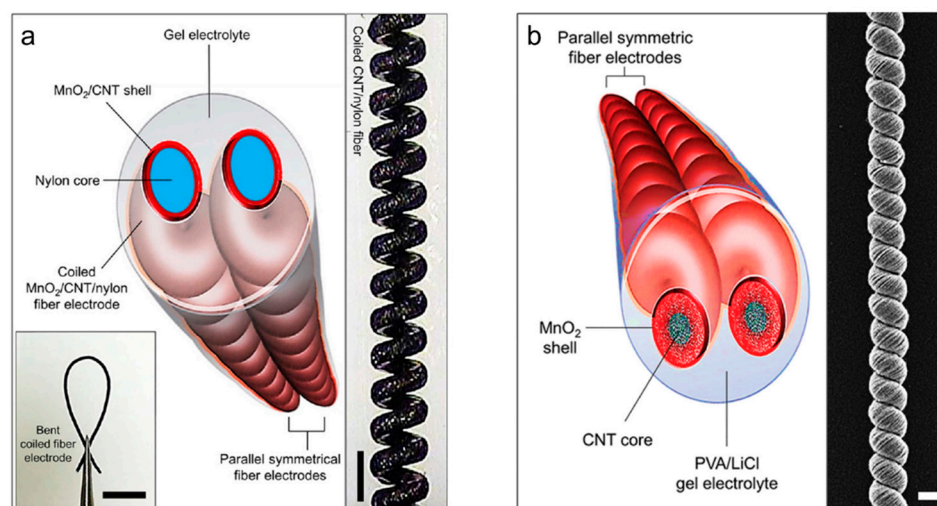 a
Gel electrolyte
MnO₂/CNT shell
Nylon core
Coiled
MnO₂/CNT/nylon
fiber electrode
Bent
coiled fiber
electrode
Parallel symmetrical
fiber electrodes
Coiled CNT/nylon fiber
b
Parallel symmetric
fiber electrodes
MnO₂
shell
CNT core
PVA/LiCl
gel electrolyte